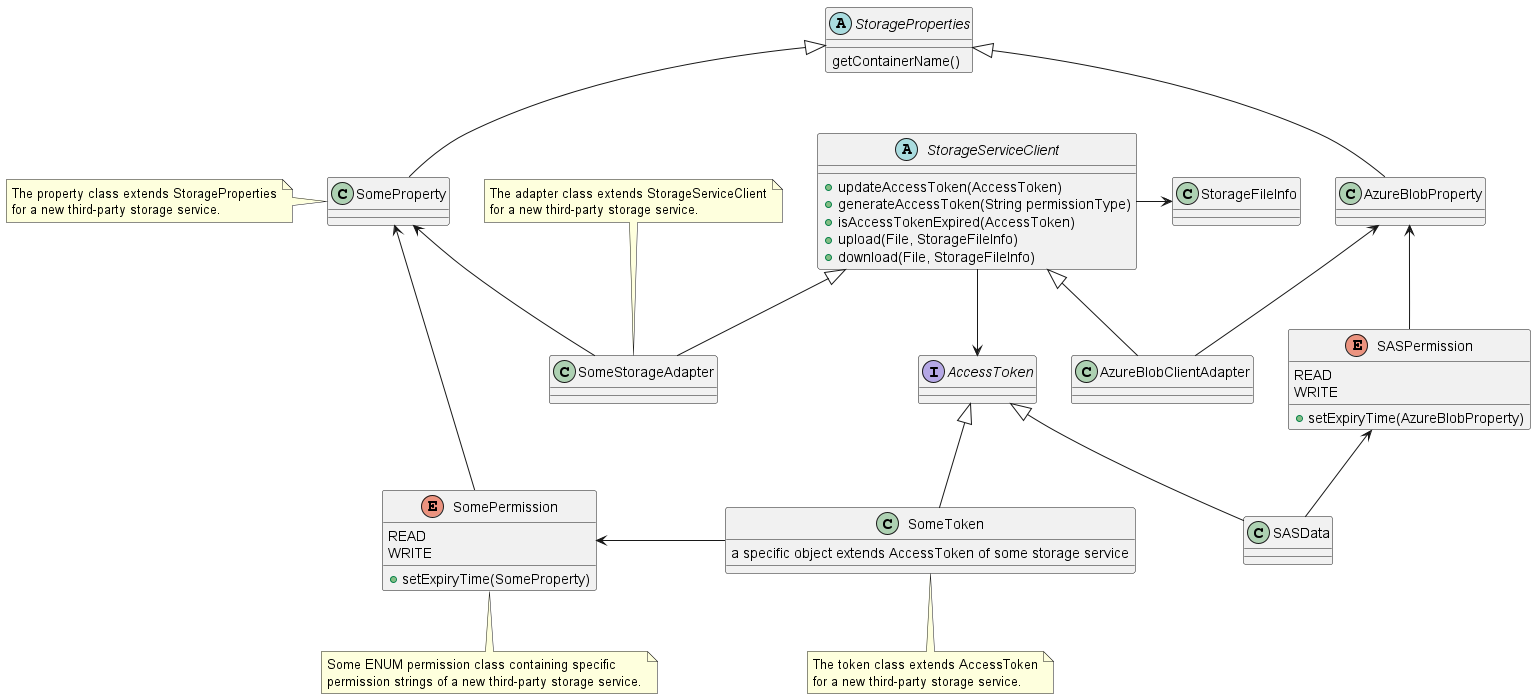 A StorageProperties
getContainerName()
The property class extends StorageProperties
for a new third-party storage service.
C SomeProperty
The adapter class extends StorageServiceClient
for a new third-party storage service.
A StorageServiceClient
updateAccessToken(AccessToken)
generateAccessToken(String permissionType)
isAccessTokenExpired(AccessToken)
upload(File, StorageFileInfo)
download(File, StorageFileInfo)
C StorageFileInfo
C AzureBlobProperty
C SomeStorageAdapter
I AccessToken
C AzureBlobClientAdapter
E SASPermission
READ
WRITE
setExpiryTime(AzureBlobProperty)
E SomePermission
READ
WRITE
setExpiryTime(SomeProperty)
C SomeToken
a specific object extends AccessToken of some storage service
C SASData
Some ENUM permission class containing specific
permission strings of a new third-party storage service.
The token class extends AccessToken
for a new third-party storage service.